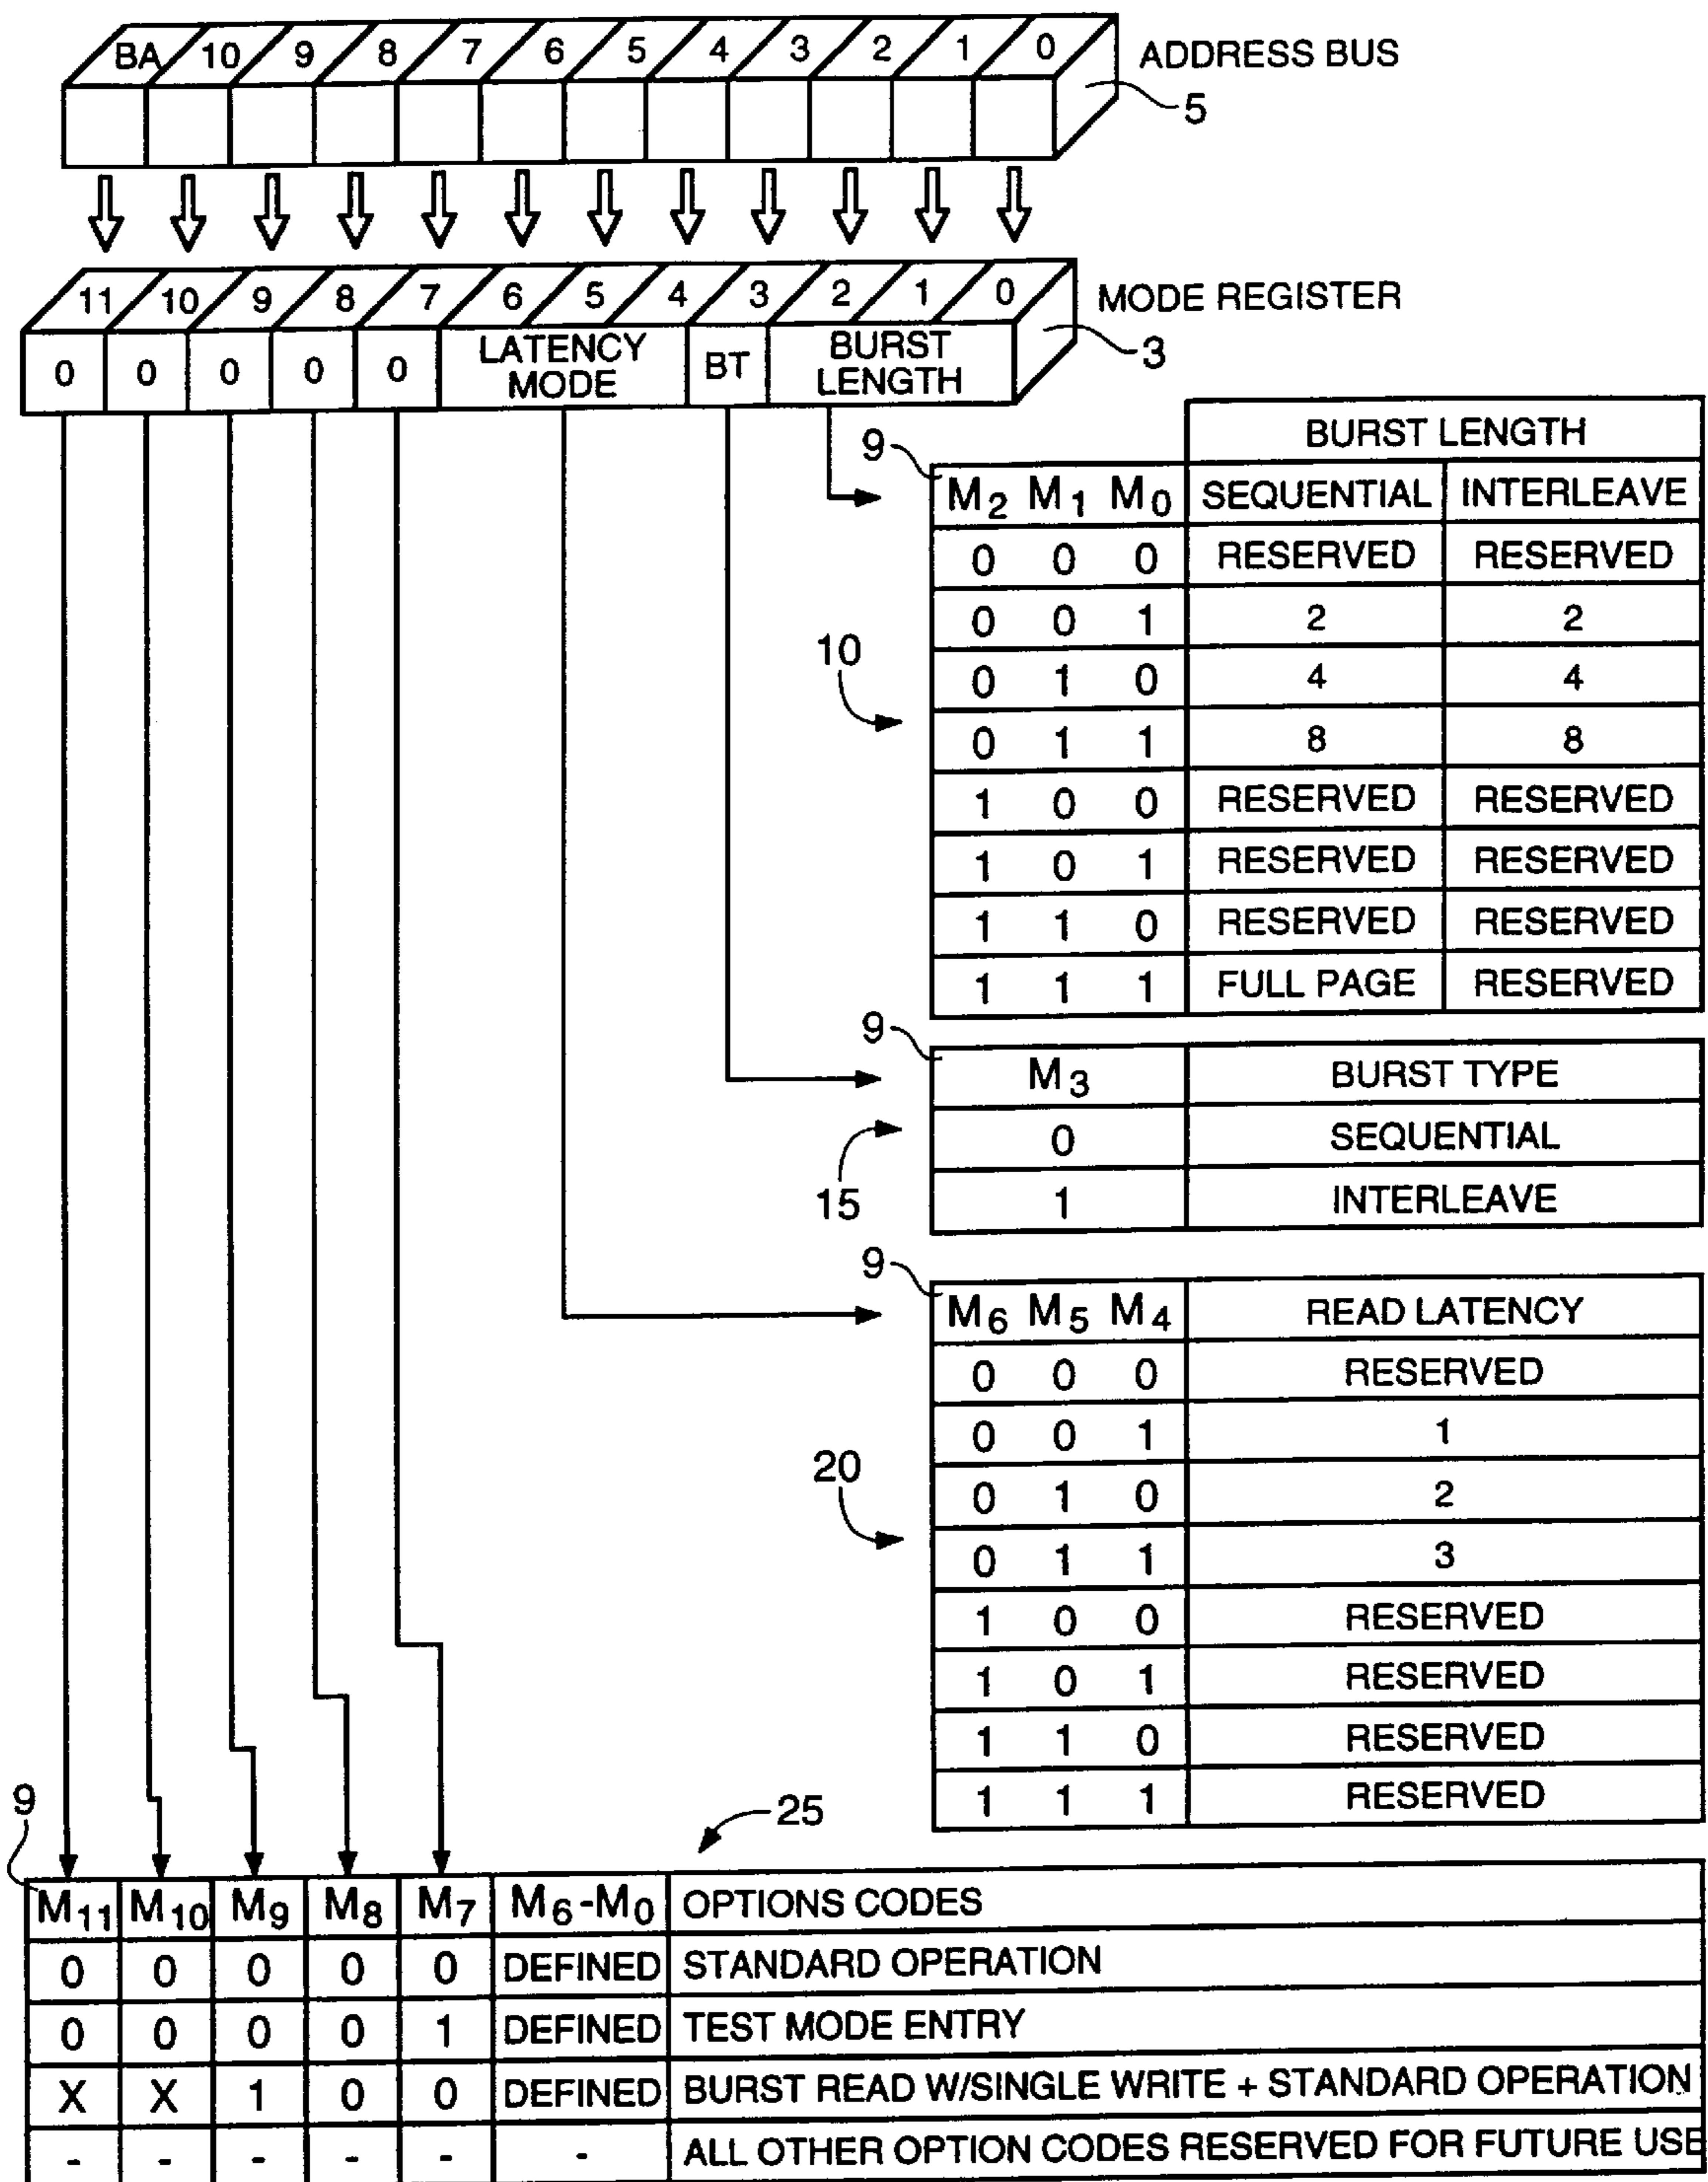 BA 10 9 8 7 6 5 4 3 2 1 0 ADDRESS BUS
5
11 10 9 8 7 6 5 4 3 2 1 0 MODE REGISTER
3
0 0 0 0 0 LATENCY MODE BT BURST LENGTH
BURST LENGTH
9
M2 M1 M0 SEQUENTIAL INTERLEAVE
0 0 0 RESERVED RESERVED
0 0 1 2 2
10
0 1 0 4 4
0 1 1 8 8
1 0 0 RESERVED RESERVED
1 0 1 RESERVED RESERVED
1 1 0 RESERVED RESERVED
1 1 1 FULL PAGE RESERVED
9
M3 BURST TYPE
0 SEQUENTIAL
15
1 INTERLEAVE
9
M6 M5 M4 READ LATENCY
0 0 0 RESERVED
0 0 1 1
20
0 1 0 2
0 1 1 3
1 0 0 RESERVED
1 0 1 RESERVED
1 1 0 RESERVED
1 1 1 RESERVED
9
25
M11 M10 M9 M8 M7 M6-M0 OPTIONS CODES
0 0 0 0 0 DEFINED STANDARD OPERATION
0 0 0 0 1 DEFINED TEST MODE ENTRY
X X 1 0 0 DEFINED BURST READ W/SINGLE WRITE + STANDARD OPERATION
- - - - - - ALL OTHER OPTION CODES RESERVED FOR FUTURE USE